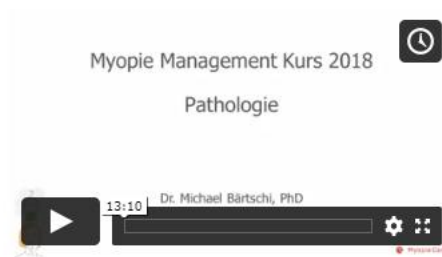 Myopie Management Kurs 2018
Pathologie
Dr. Michael Bärtschi, PhD
13:10